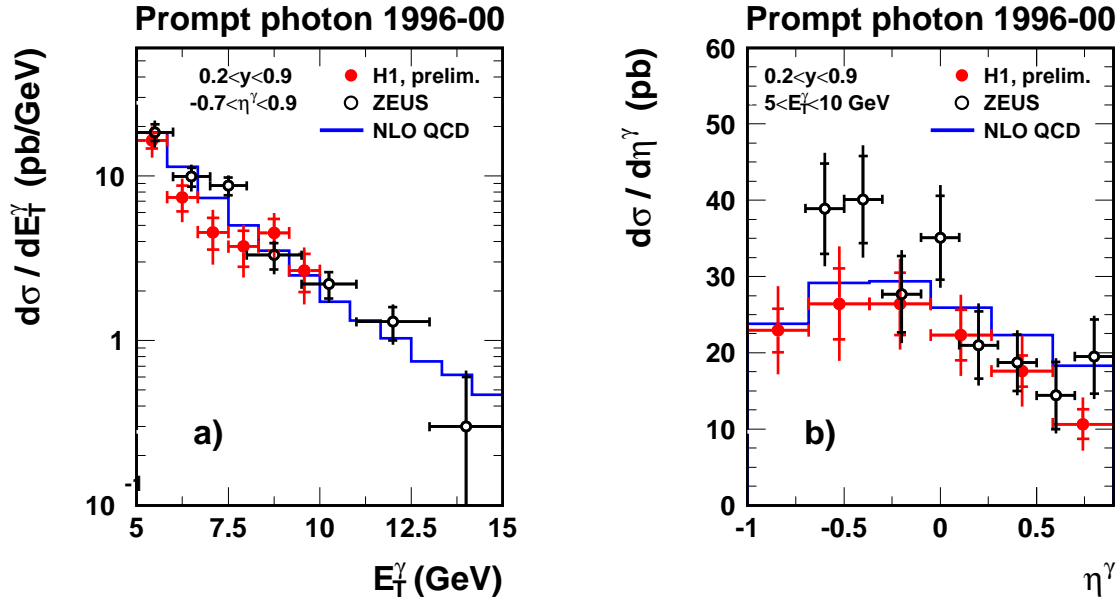 Prompt photon 1996-00
dσ / dE_T^γ (pb/GeV)
0.2<y<0.9
-0.7<η^γ<0.9
H1, prelim.
ZEUS
NLO QCD
10
1
10
-1
a)
5
7.5
10
12.5
15
E_T^γ (GeV)
Prompt photon 1996-00
dσ / dη^γ (pb)
0.2<y<0.9
5<E_T^γ<10 GeV
H1, prelim.
ZEUS
NLO QCD
60
50
40
30
20
10
0
b)
-1
-0.5
0
0.5
η^γ